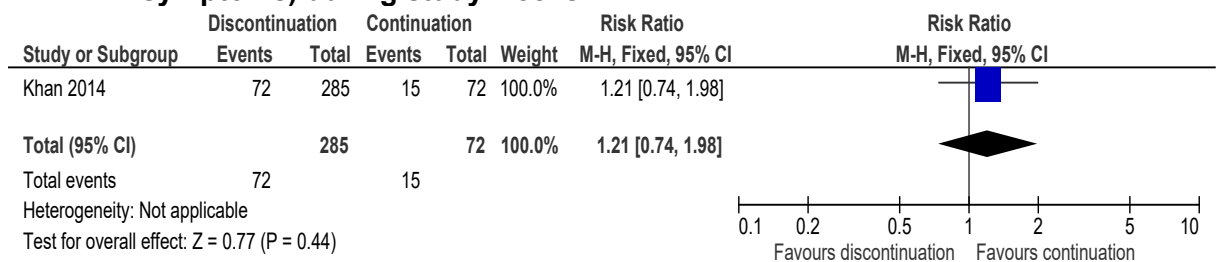 Discontinuation Continuation Risk Ratio Risk Ratio
Study or Subgroup Events Total Events Total Weight M-H, Fixed, 95% CI M-H, Fixed, 95% CI
Khan 2014 72 285 15 72 100.0% 1.21 [0.74, 1.98]
Total (95% CI) 285 72 100.0% 1.21 [0.74, 1.98]
Total events 72 15
Heterogeneity: Not applicable
Test for overall effect: Z = 0.77 (P = 0.44)
0.1 0.2 0.5 1 2 5 10
Favours discontinuation Favours continuation